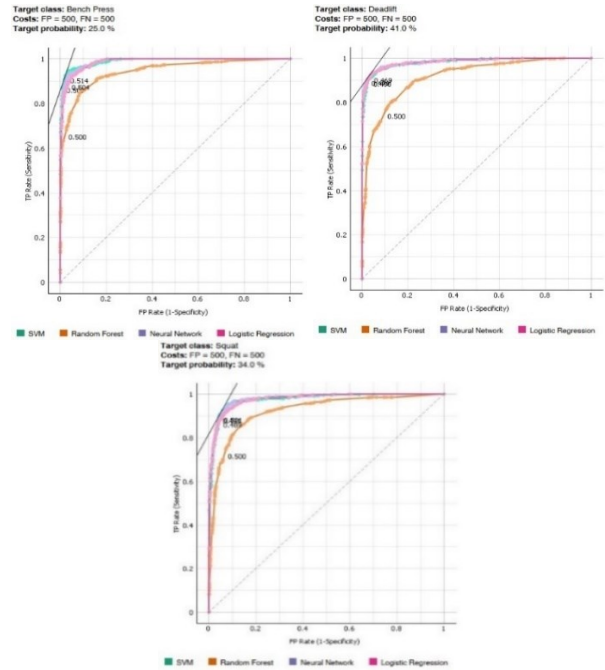 Target class: Bench Press
Costs: FP = 500, FN = 500
Target probability: 25.0 %
1
0.8
0.6
0.4
0.2
0
0.514
0.500
TP Rate (Sensitivity)
0 0.2 0.4 0.6 0.8 1
FP Rate (1-Specificity)
SVM Random Forest Neural Network Logistic Regression
Target class: Deadlift
Costs: FP = 500, FN = 500
Target probability: 41.0 %
1
0.8
0.6
0.4
0.2
0
0.500
TP Rate (Sensitivity)
0 0.2 0.4 0.6 0.8 1
FP Rate (1-Specificity)
SVM Random Forest Neural Network Logistic Regression
Target class: Squat
Costs: FP = 500, FN = 500
Target probability: 34.0 %
1
0.8
0.6
0.4
0.2
0
0.500
TP Rate (Sensitivity)
0 0.2 0.4 0.6 0.8 1
FP Rate (1-Specificity)
SVM Random Forest Neural Network Logistic Regression